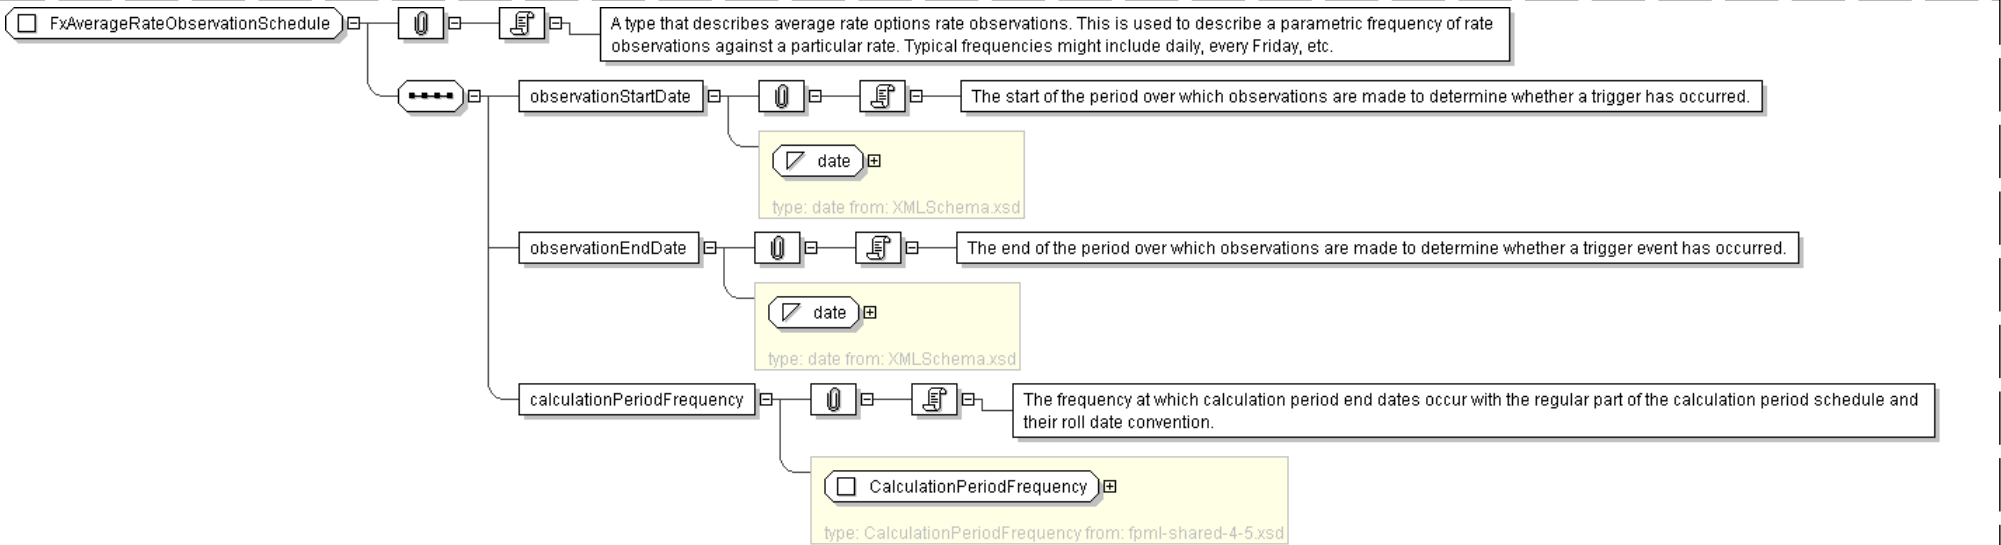 FxAverageRateObservationSchedule
A type that describes average rate options rate observations. This is used to describe a parametric frequency of rate
observations against a particular rate. Typical frequencies might include daily, every Friday, etc.
observationStartDate
The start of the period over which observations are made to determine whether a trigger has occurred.
date
type: date from: XMLSchema.xsd
observationEndDate
The end of the period over which observations are made to determine whether a trigger event has occurred.
date
type: date from: XMLSchema.xsd
calculationPeriodFrequency
The frequency at which calculation period end dates occur with the regular part of the calculation period schedule and
their roll date convention.
CalculationPeriodFrequency
type: CalculationPeriodFrequency from: fpml-shared-4-5.xsd